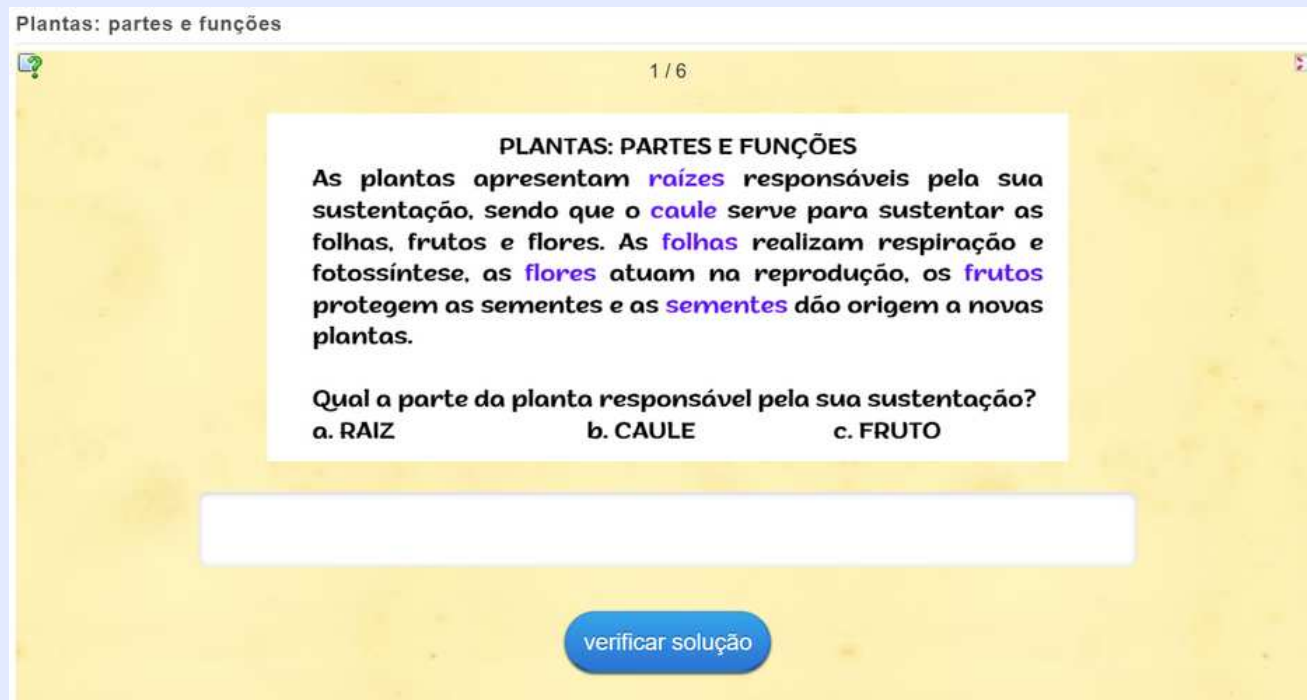 Plantas: partes e funções
1 / 6
PLANTAS: PARTES E FUNÇÕES
As plantas apresentam raízes responsáveis pela sua
sustentação, sendo que o caule serve para sustentar as
folhas, frutos e flores. As folhas realizam respiração e
fotossíntese, as flores atuam na reprodução, os frutos
protegem as sementes e as sementes dão origem a novas
plantas.
Qual a parte da planta responsável pela sua sustentação?
a. RAIZ b. CAULE c. FRUTO
verificar solução